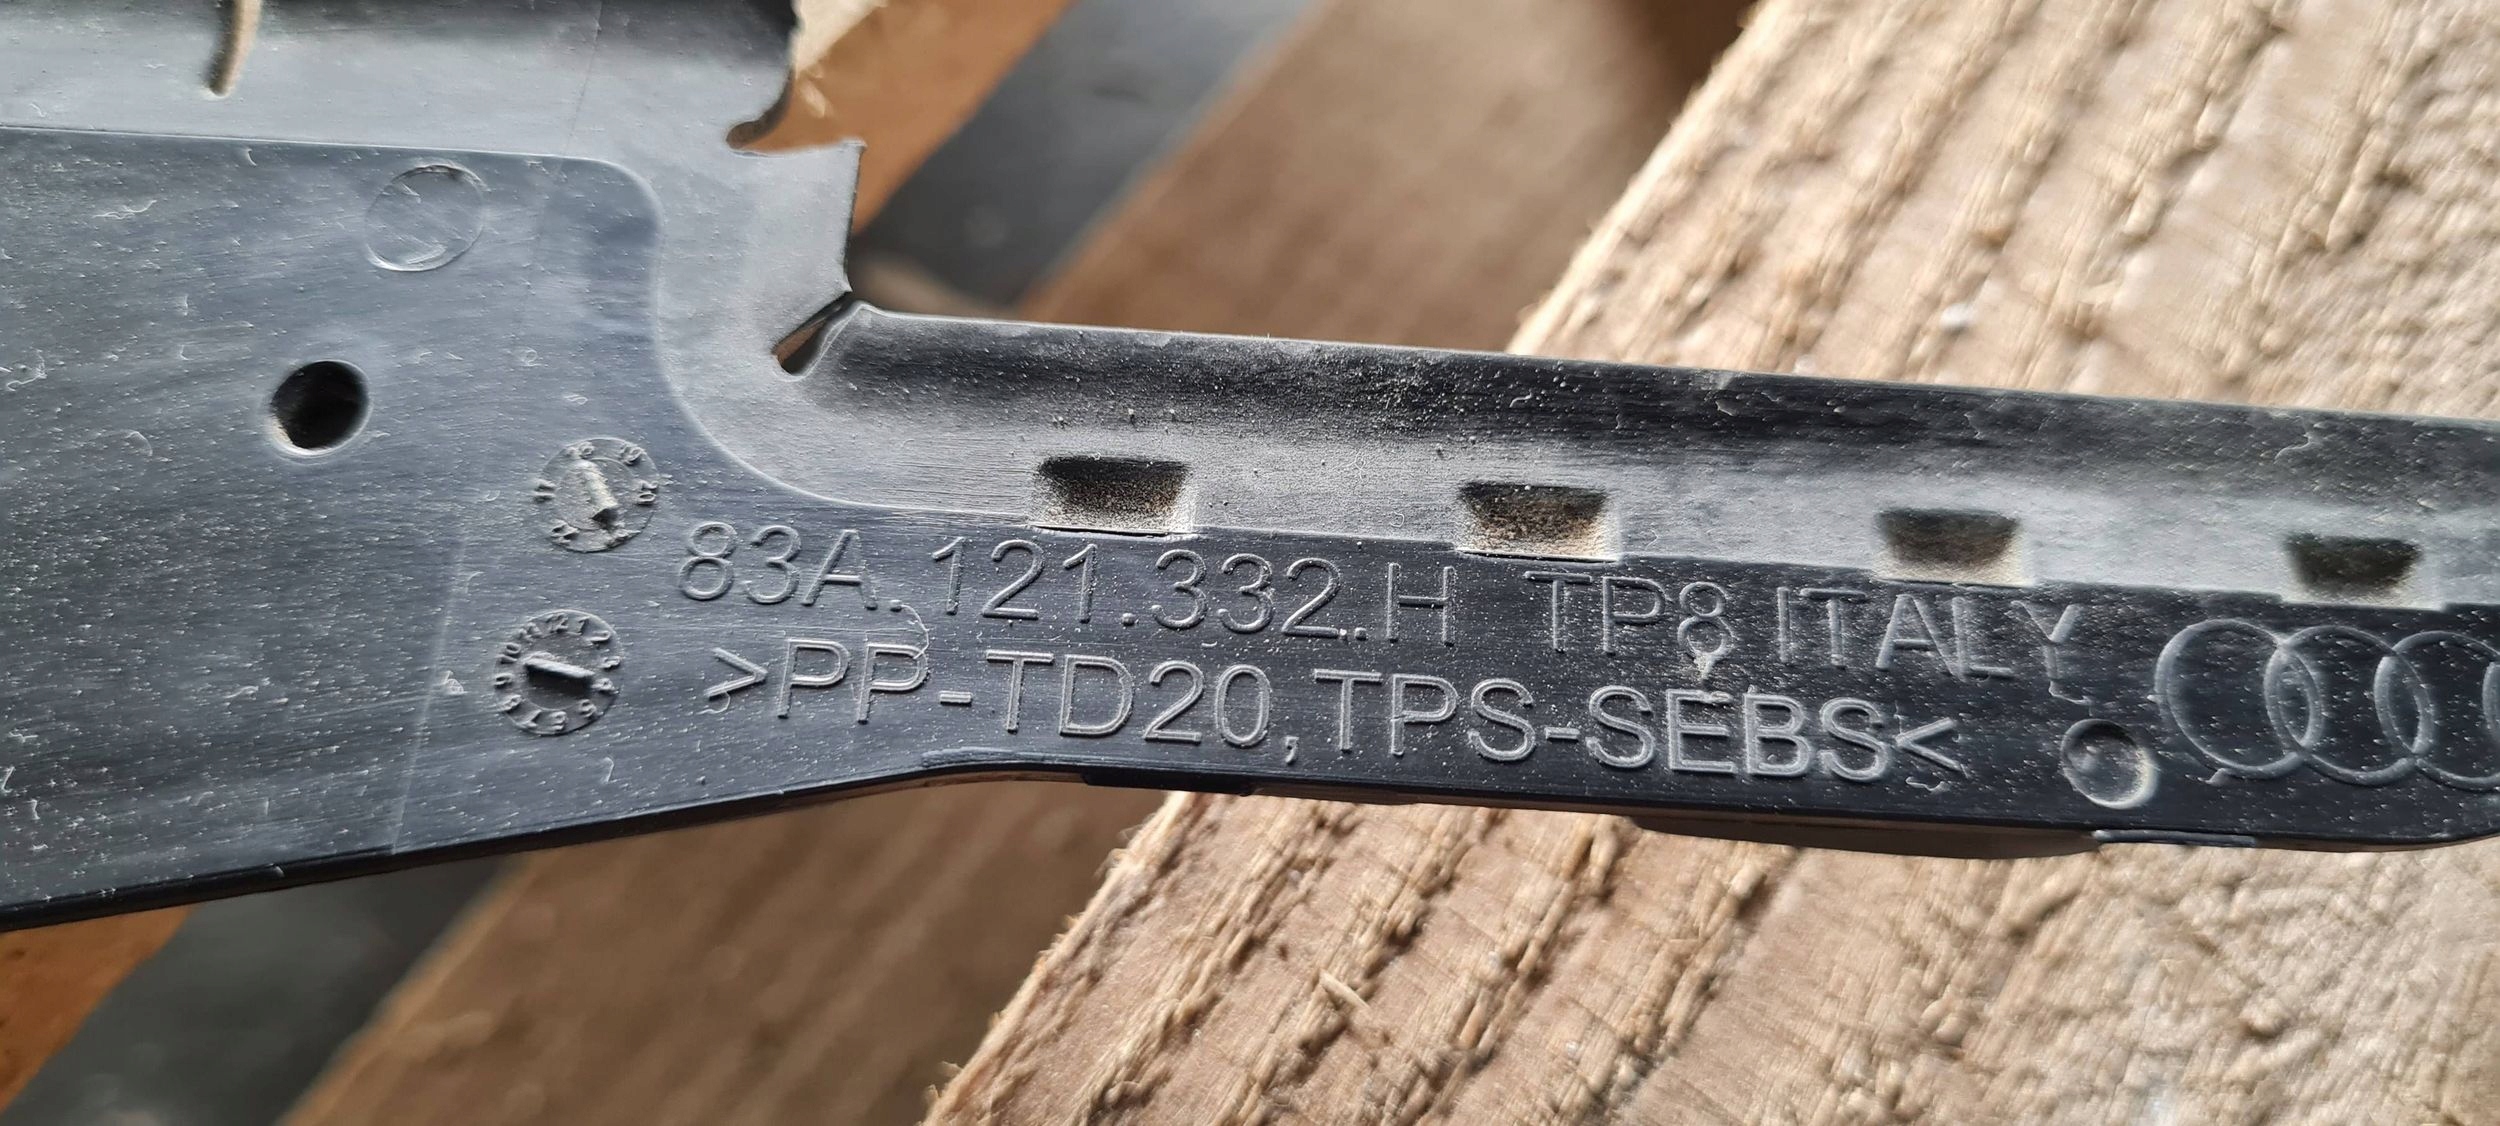 83A.121.332.H TP8 ITALY
>PP-TD20,TPS-SEBS<